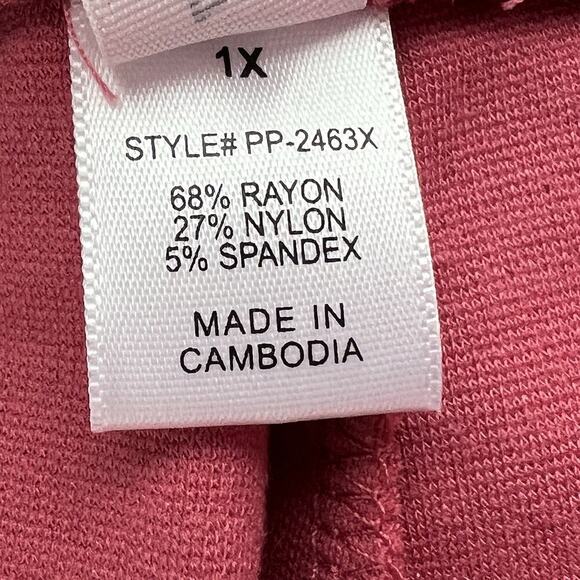 1X
STYLE# PP-2463X
68% RAYON
27% NYLON
5% SPANDEX
MADE IN
CAMBODIA